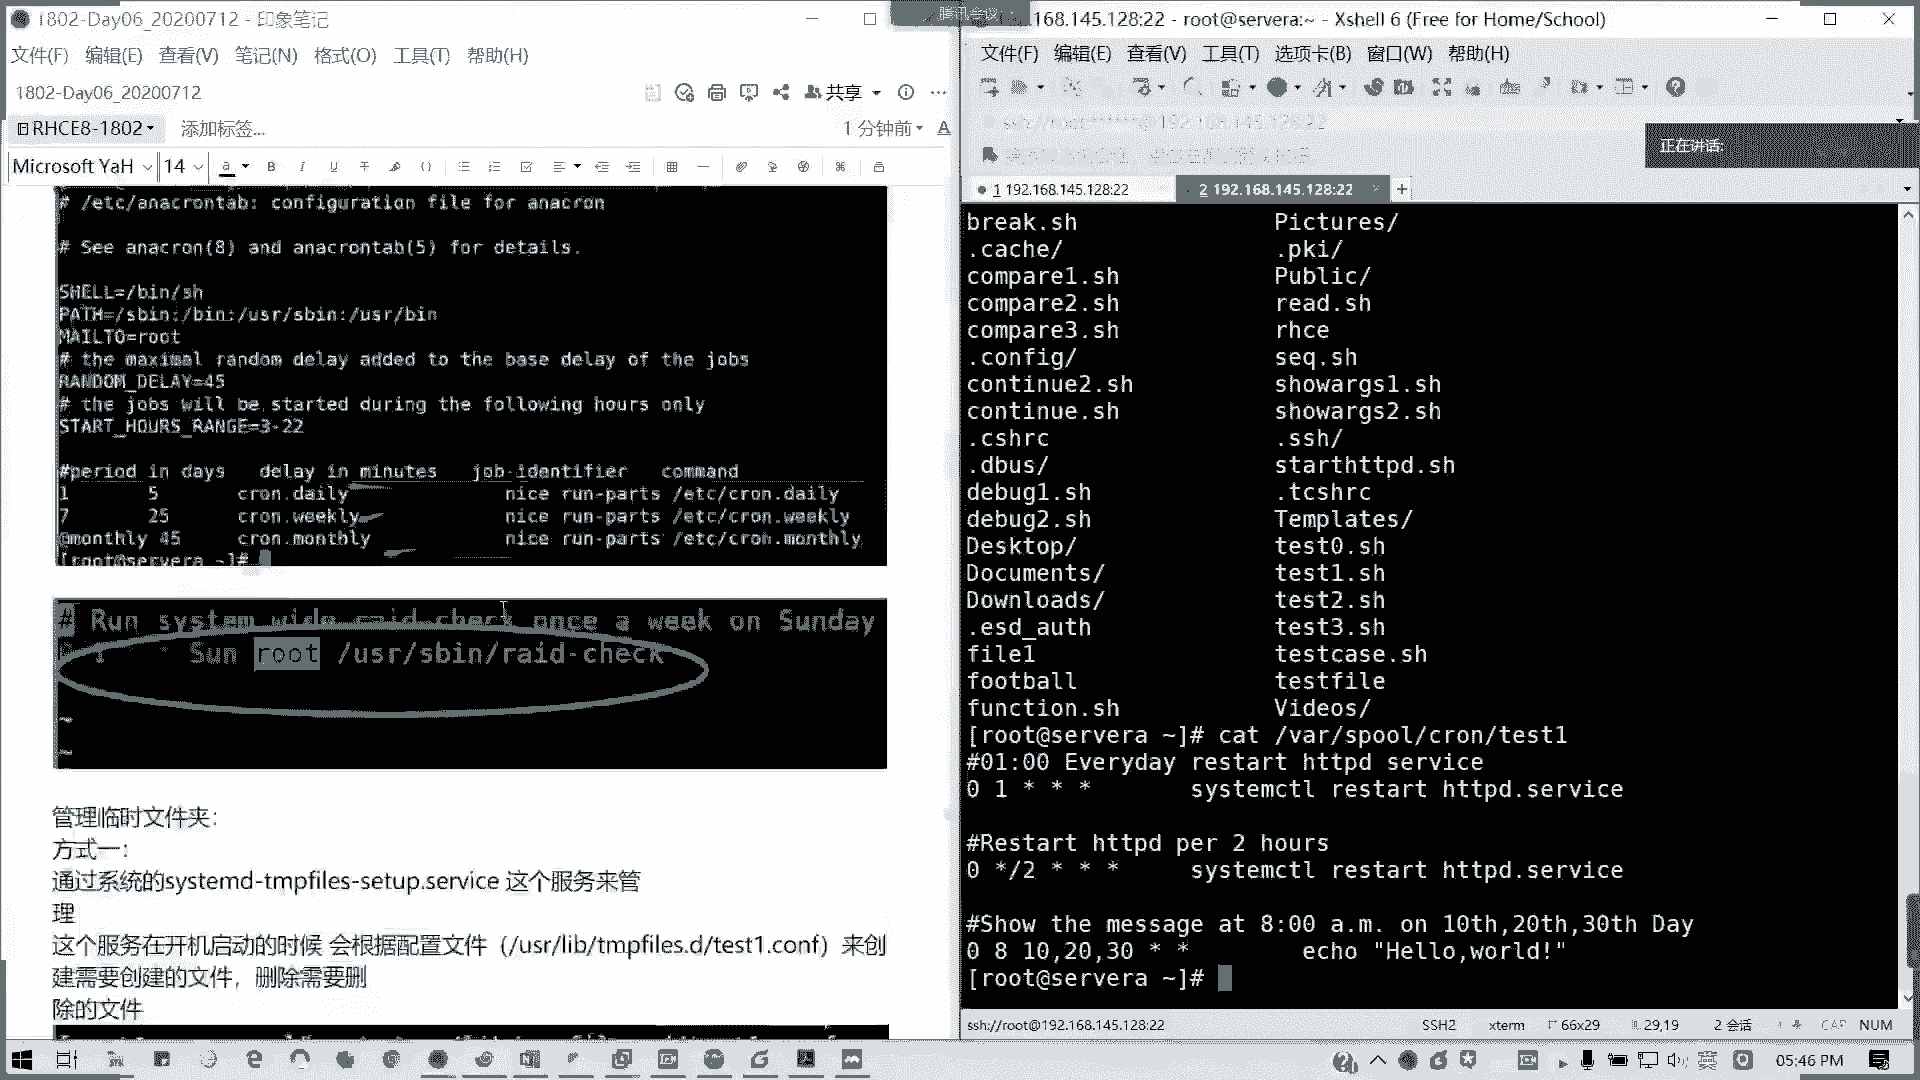 1802-Day06_20200712 - 印象笔记
文件(F) 编辑(E) 查看(V) 笔记(N) 格式(O) 工具(T) 帮助(H)
1802-Day06_20200712
共享
RHCE8-1802
添加标签...
1 分钟前
Microsoft YaH 14
# /etc/anacrontab: configuration file for anacron
# See anacron(8) and anacrontab(5) for details.
SHELL=/bin/sh
PATH=/sbin:/bin:/usr/sbin:/usr/bin
MAILTO=root
# the maximal random delay added to the base delay of the jobs
RANDOM_DELAY=45
# the jobs will be started during the following hours only
START_HOURS_RANGE=3-22
#period in days delay in minutes job-identifier command
1 5 cron.daily nice run-parts /etc/cron.daily
7 25 cron.weekly nice run-parts /etc/cron.weekly
@monthly 45 cron.monthly nice run-parts /etc/cron.monthly
[root@servera ~]#
# Run system wide raid-check once a week on Sunday
Sun root /usr/sbin/raid-check
~
~
管理临时文件夹：
方式一：
通过系统的systemd-tmpfiles-setup.service 这个服务来管
理
这个服务在开机启动的时候 会根据配置文件（/usr/lib/tmpfiles.d/test1.conf）来创
建需要创建的文件，删除需要删
除的文件
腾讯会议
192.168.145.128:22 - root@servera:~ - Xshell 6 (Free for Home/School)
文件(F) 编辑(E) 查看(V) 工具(T) 选项卡(B) 窗口(W) 帮助(H)
正在讲话:
1 192.168.145.128:22
2 192.168.145.128:22
break.sh Pictures/
.cache/ .pki/
compare1.sh Public/
compare2.sh read.sh
compare3.sh rhce
.config/ seq.sh
continue2.sh showargs1.sh
continue.sh showargs2.sh
.cshrc .ssh/
.dbus/ starthttpd.sh
debug1.sh .tcshrc
debug2.sh Templates/
Desktop/ test0.sh
Documents/ test1.sh
Downloads/ test2.sh
.esd_auth test3.sh
file1 testcase.sh
football testfile
function.sh Videos/
[root@servera ~]# cat /var/spool/cron/test1
#01:00 Everyday restart httpd service
0 1 * * * systemctl restart httpd.service
#Restart httpd per 2 hours
0 */2 * * * systemctl restart httpd.service
#Show the message at 8:00 a.m. on 10th,20th,30th Day
0 8 10,20,30 * * echo "Hello,world!"
[root@servera ~]#
ssh://root@192.168.145.128:22 SSH2 xterm 66x29 29,19 2 会话 CAP NUM
英
05:46 PM